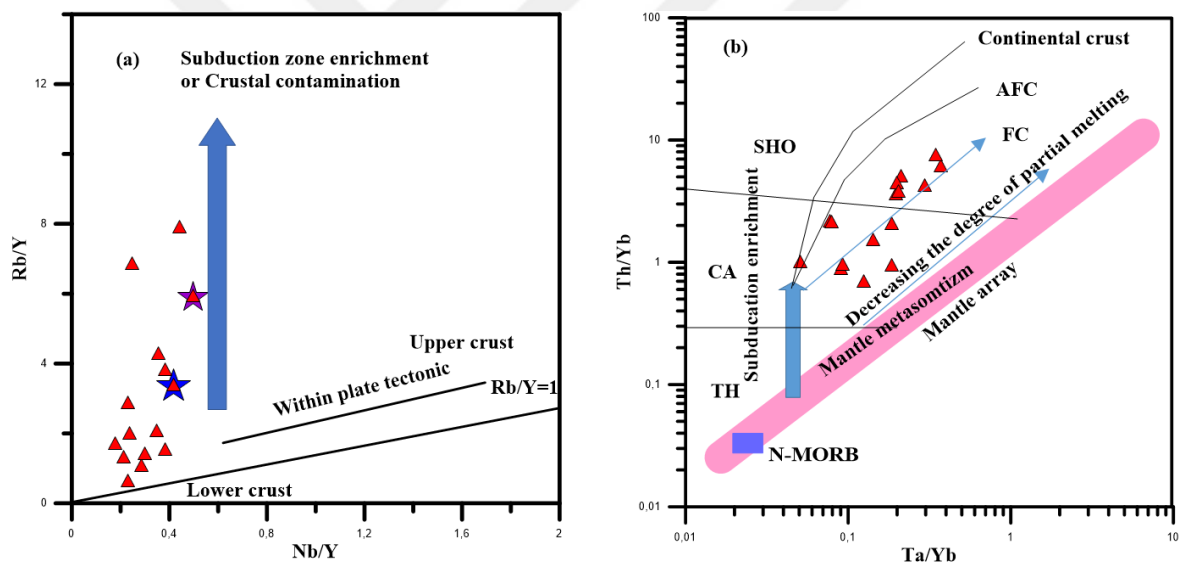 (a)
Subduction zone enrichment
or Crustal contamination
12
8
4
0
Rb/Y
Upper crust
Within plate tectonic
Rb/Y=1
Lower crust
0
0,4
0,8
1,2
1,6
2
Nb/Y
(b)
Continental crust
AFC
FC
SHO
CA
TH
Subducation enrichment
Decreasing the degree of partial melting
Mantle metasomtizm
Mantle array
N-MORB
100
10
1
0,1
0,01
Th/Yb
0,01
0,1
1
10
Ta/Yb